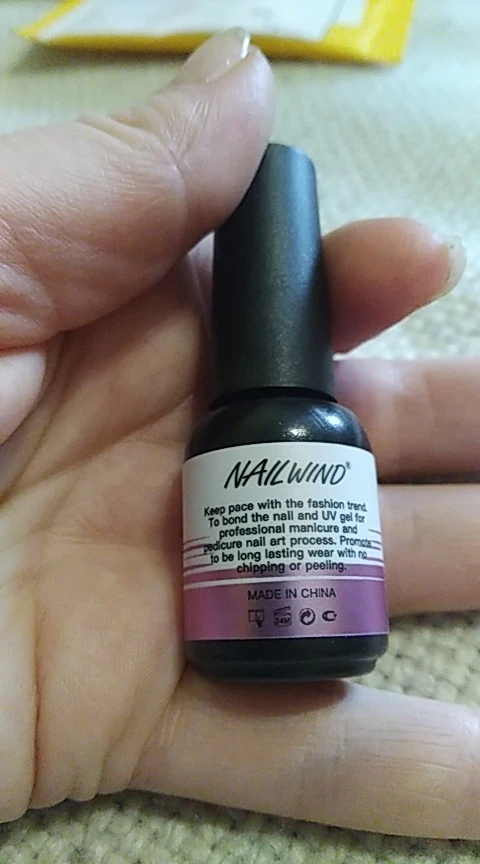 NAILWIND®
Keep pace with the fashion trend.
To bond the nail and UV gel for
professional manicure and
pedicure nail art process. Promote
to be long lasting wear with no
chipping or peeling.
MADE IN CHINA
24M